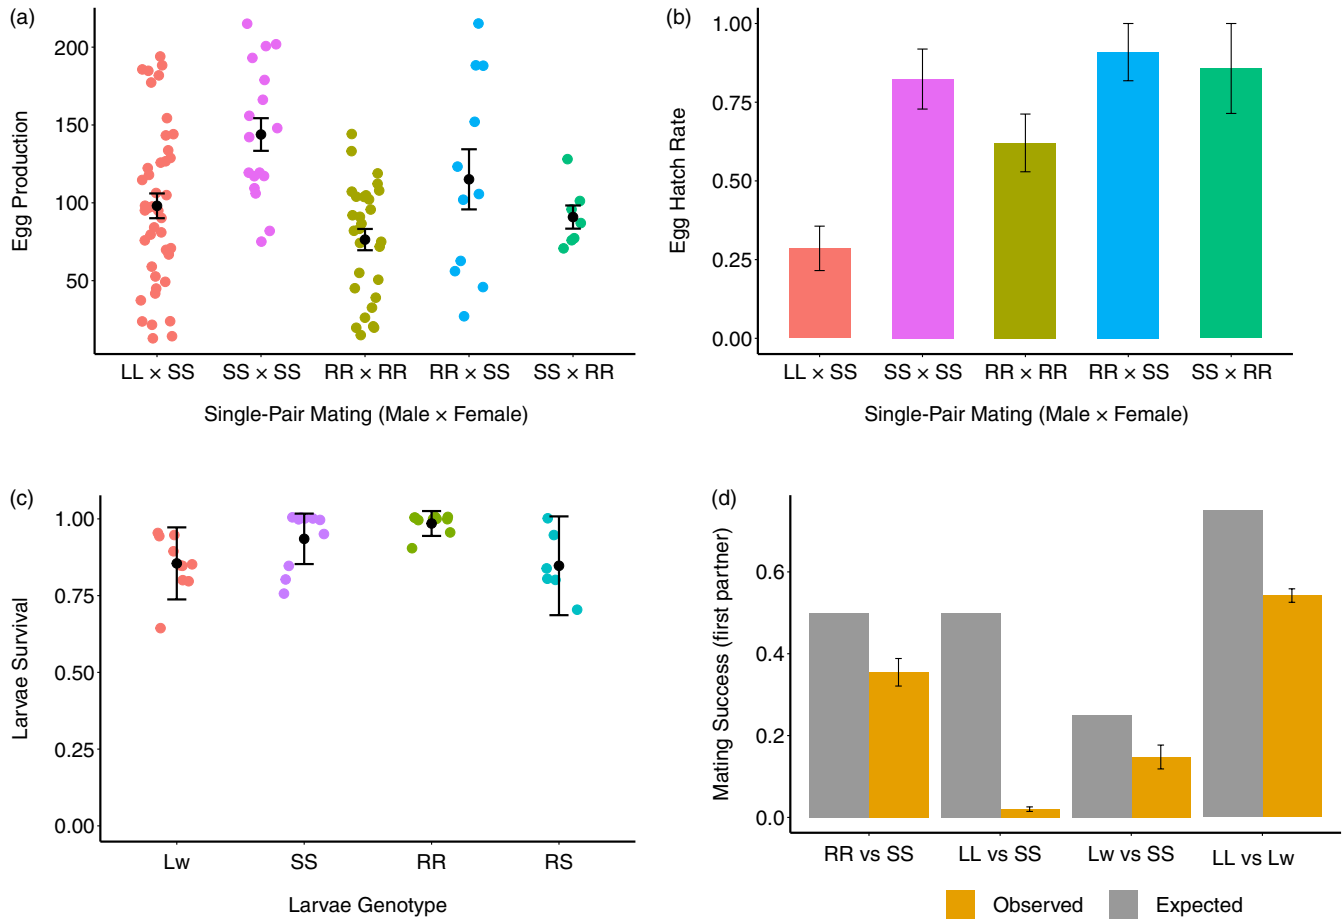 (a)
Egg Production
200
150
100
50
LL × SS
SS × SS
RR × RR
RR × SS
SS × RR
Single-Pair Mating (Male × Female)
(b)
Egg Hatch Rate
1.00
0.75
0.50
0.25
0.00
LL × SS
SS × SS
RR × RR
RR × SS
SS × RR
Single-Pair Mating (Male × Female)
(c)
Larvae Survival
1.00
0.75
0.50
0.25
0.00
Lw
SS
RR
RS
Larvae Genotype
(d)
Mating Success (first partner)
0.6
0.4
0.2
0.0
RR vs SS
LL vs SS
Lw vs SS
LL vs Lw
Observed
Expected